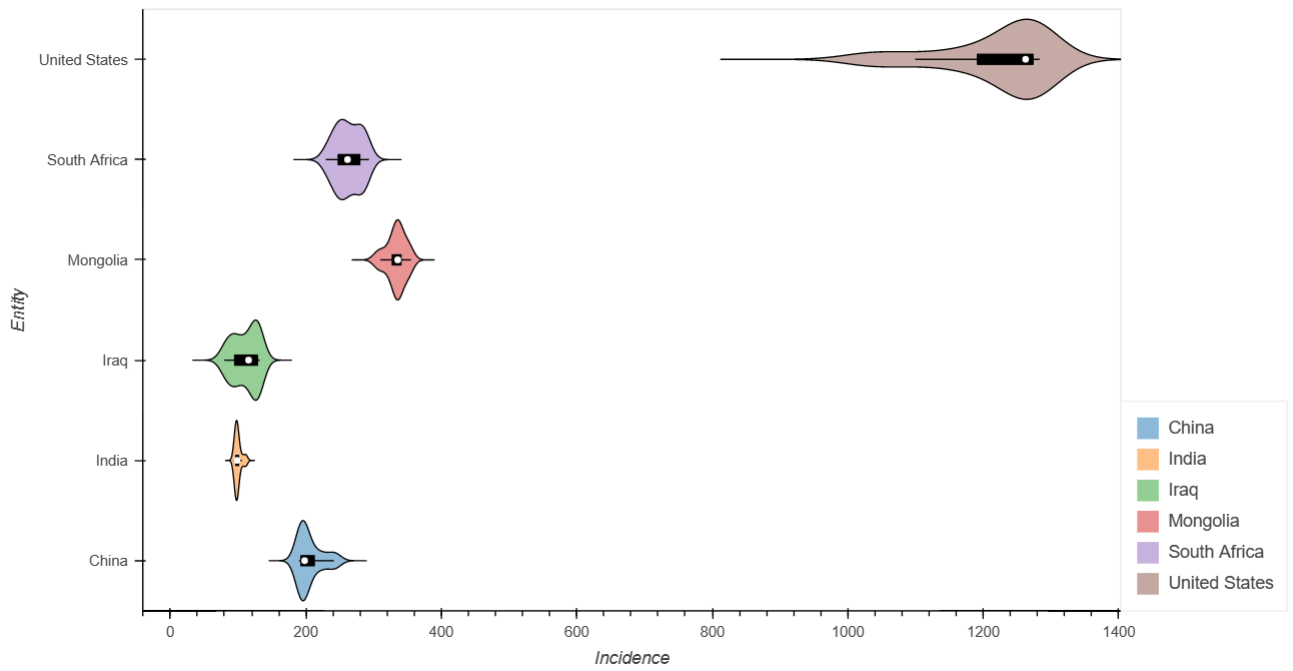 United States
South Africa
Mongolia
Iraq
India
China
Entity
0 200 400 600 800 1000 1200 1400
Incidence
China
India
Iraq
Mongolia
South Africa
United States